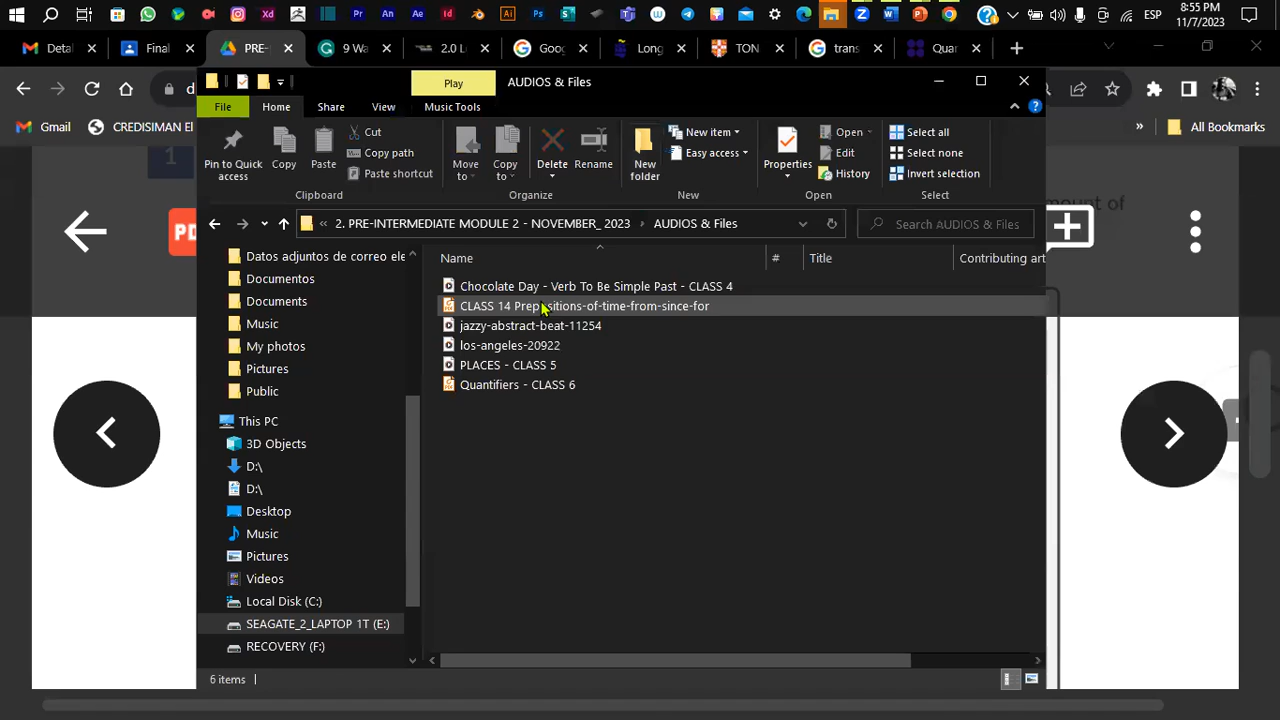 8:55 PM
ESP
11/7/2023
Detal
Final
PRE-
9 Wa
2.0 L
Goog
Long
TON
trans
Quar
d
Gmail
CREDISIMAN El
»
All Bookmarks
1
amount of
PD
Play
AUDIOS & Files
File
Home
Share
View
Music Tools
Pin to Quick access
Copy
Paste
Cut
Copy path
Paste shortcut
Clipboard
Move to
Copy to
Delete
Rename
Organize
New folder
New item
Easy access
New
Properties
Open
Edit
History
Open
Select all
Select none
Invert selection
Select
« 2. PRE-INTERMEDIATE MODULE 2 - NOVEMBER_ 2023 > AUDIOS & Files
Search AUDIOS & Files
Name
#
Title
Contributing art
Datos adjuntos de correo ele
Documentos
Documents
Music
My photos
Pictures
Public
This PC
3D Objects
D:\
D:\
Desktop
Music
Pictures
Videos
Local Disk (C:)
SEAGATE_2_LAPTOP 1T (E:)
RECOVERY (F:)
Chocolate Day - Verb To Be Simple Past - CLASS 4
CLASS 14 Prepositions-of-time-from-since-for
jazzy-abstract-beat-11254
los-angeles-20922
PLACES - CLASS 5
Quantifiers - CLASS 6
6 items